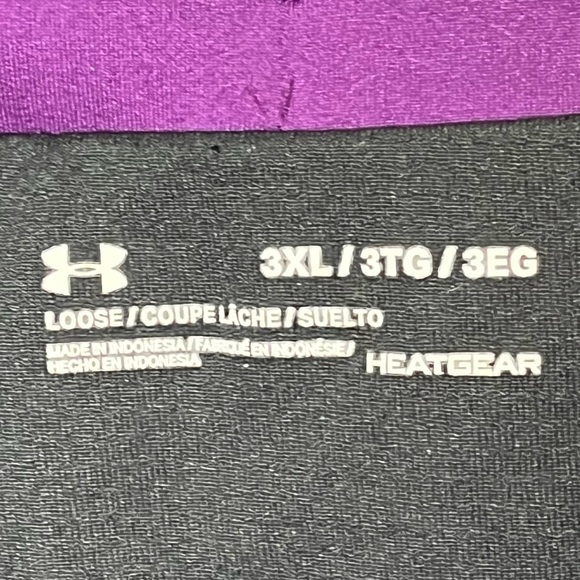 3XL/3TG/3EG
LOOSE/COUPE LÂCHE/SUELTO
MADE IN INDONESIA/FABRIQUÉ EN INDONÉSIE/
HECHO EN INDONESIA
HEATGEAR